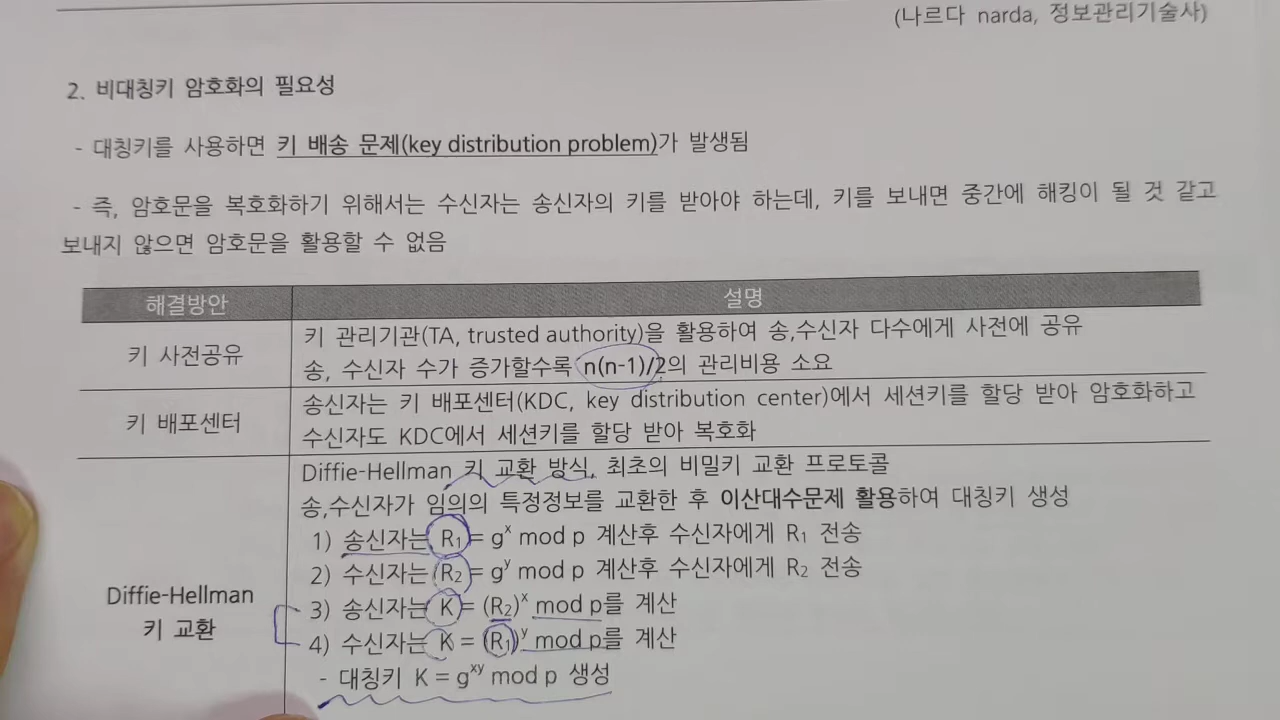 (나르다 narda, 정보관리기술사)
2. 비대칭키 암호화의 필요성
- 대칭키를 사용하면 키 배송 문제(key distribution problem)가 발생됨
- 즉, 암호문을 복호화하기 위해서는 수신자는 송신자의 키를 받아야 하는데, 키를 보내면 중간에 해킹이 될 것 같고
보내지 않으면 암호문을 활용할 수 없음
해결방안 설명
키 사전공유
키 관리기관(TA, trusted authority)을 활용하여 송,수신자 다수에게 사전에 공유
송, 수신자 수가 증가할수록 n(n-1)/2의 관리비용 소요
키 배포센터
송신자는 키 배포센터(KDC, key distribution center)에서 세션키를 할당 받아 암호화하고
수신자도 KDC에서 세션키를 할당 받아 복호화
Diffie-Hellman
키 교환
Diffie-Hellman 키 교환 방식, 최초의 비밀키 교환 프로토콜
송,수신자가 임의의 특정정보를 교환한 후 이산대수문제 활용하여 대칭키 생성
1) 송신자는 R₁ = gˣ mod p 계산후 수신자에게 R₁ 전송
2) 수신자는 R₂ = gʸ mod p 계산후 수신자에게 R₂ 전송
3) 송신자는 K = (R₂)ˣ mod p를 계산
4) 수신자는 K = (R₁)ʸ mod p를 계산
- 대칭키 K = gˣʸ mod p 생성